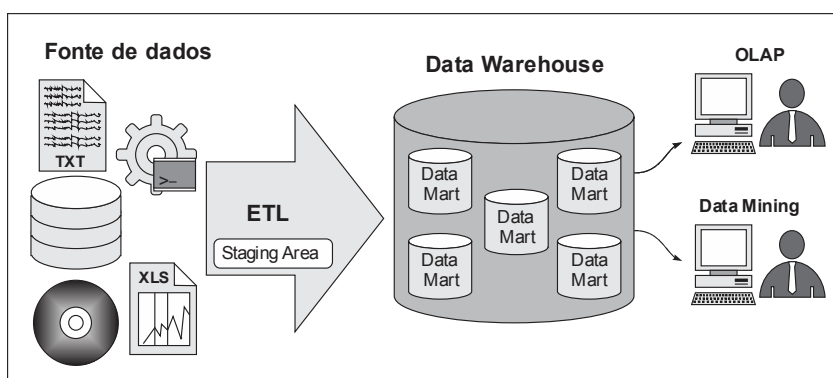 Fonte de dados
TXT
>_
XLS
ETL
Staging Area
Data Warehouse
Data
Mart
Data
Mart
Data
Mart
Data
Mart
Data
Mart
OLAP
Data Mining